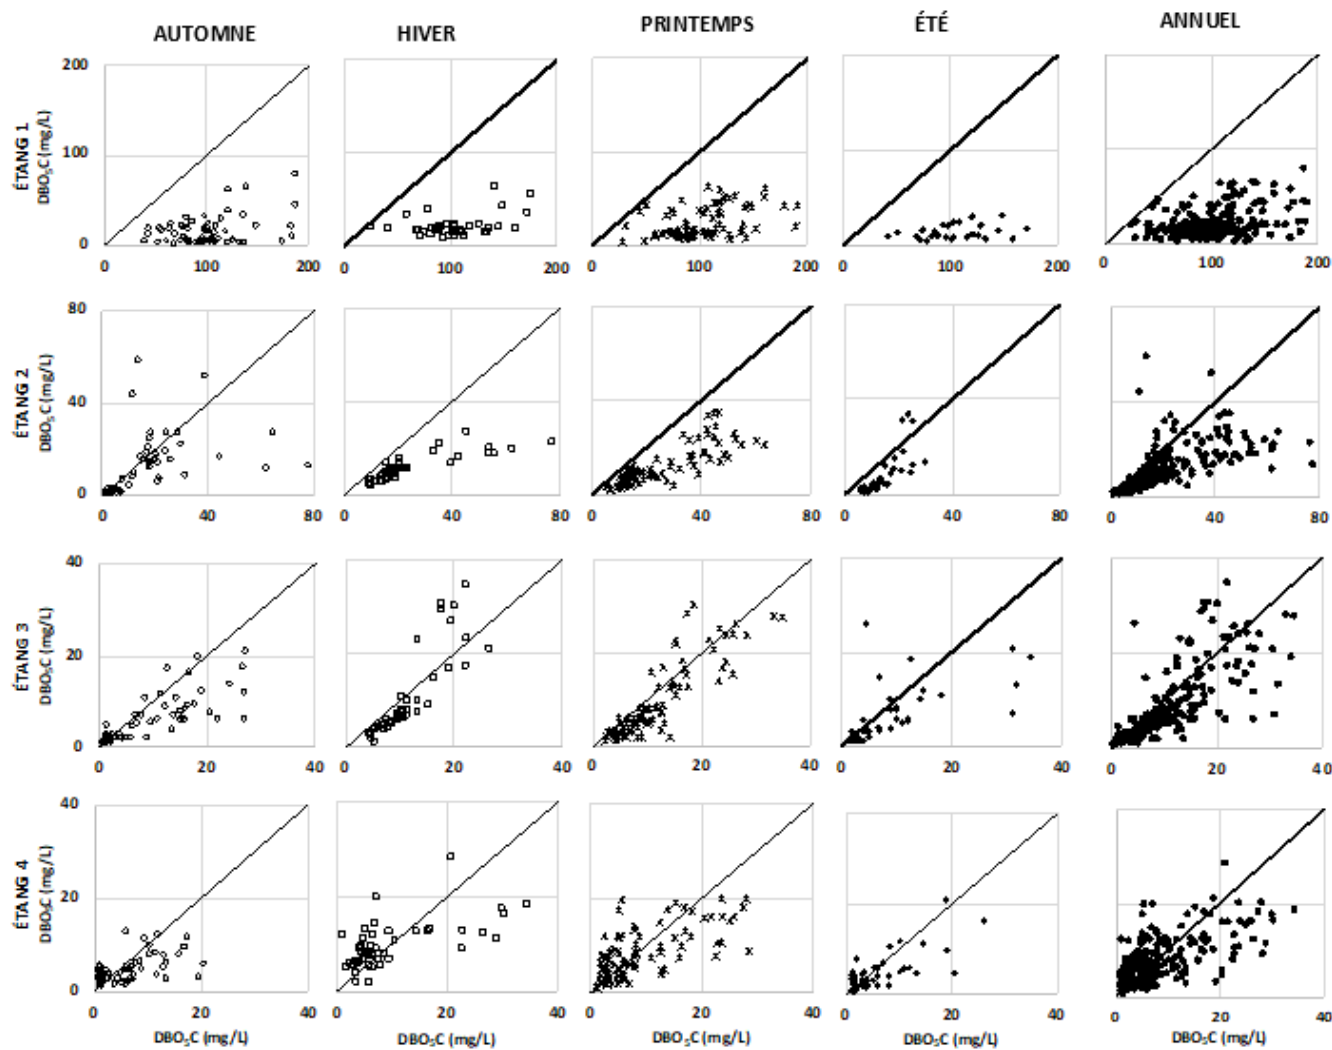 AUTOMNE HIVER PRINTEMPS ÉTÉ ANNUEL
ÉTANG 1
DBO₅C (mg/L)
200
100
0
0 100 200 0 100 200 0 100 200 0 100 200 0 100 200
ÉTANG 2
DBO₅C (mg/L)
80
40
0
0 40 80 0 40 80 0 40 80 0 40 80 0 40 80
ÉTANG 3
DBO₅C (mg/L)
40
20
0
0 20 40 0 20 40 0 20 40 0 20 40 0 20 40
ÉTANG 4
DBO₅C (mg/L)
40
20
0
0 20 40 0 20 40 0 20 40 0 20 40 0 20 40
DBO₅C (mg/L) DBO₅C (mg/L) DBO₅C (mg/L) DBO₅C (mg/L) DBO₅C (mg/L)